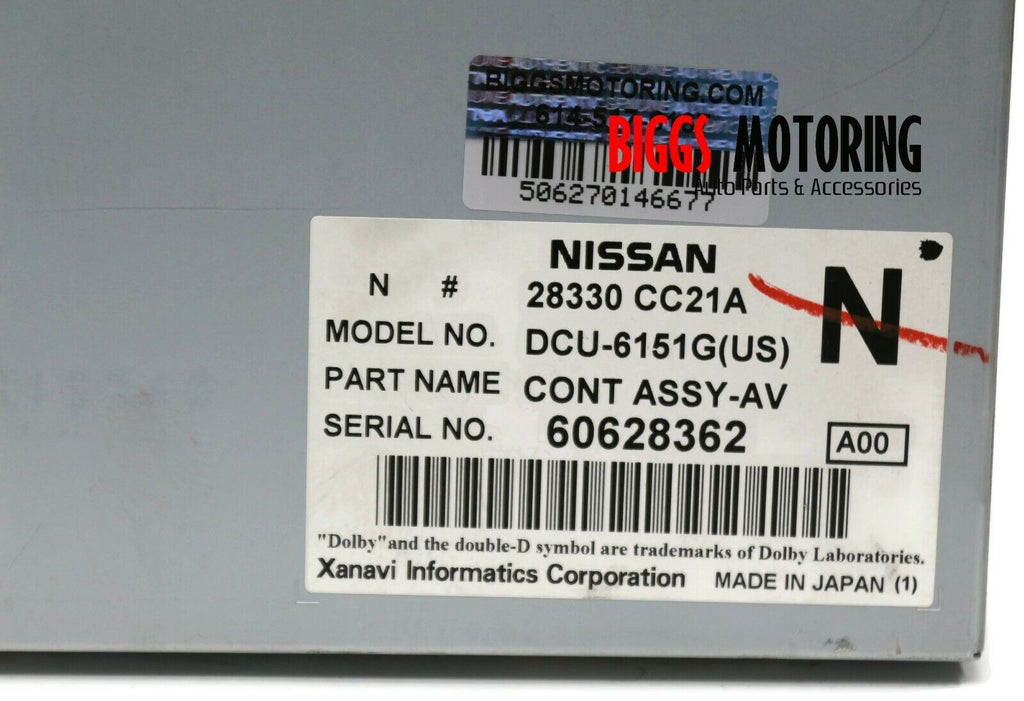 BIGGSMOTORING.COM
BIGGS MOTORING
Auto Parts & Accessories
506270146677
NISSAN
N # 28330 CC21A N
MODEL NO. DCU-6151G(US)
PART NAME CONT ASSY-AV
SERIAL NO. 60628362 A00
"Dolby"and the double-D symbol are trademarks of Dolby Laboratories.
Xanavi Informatics Corporation MADE IN JAPAN (1)